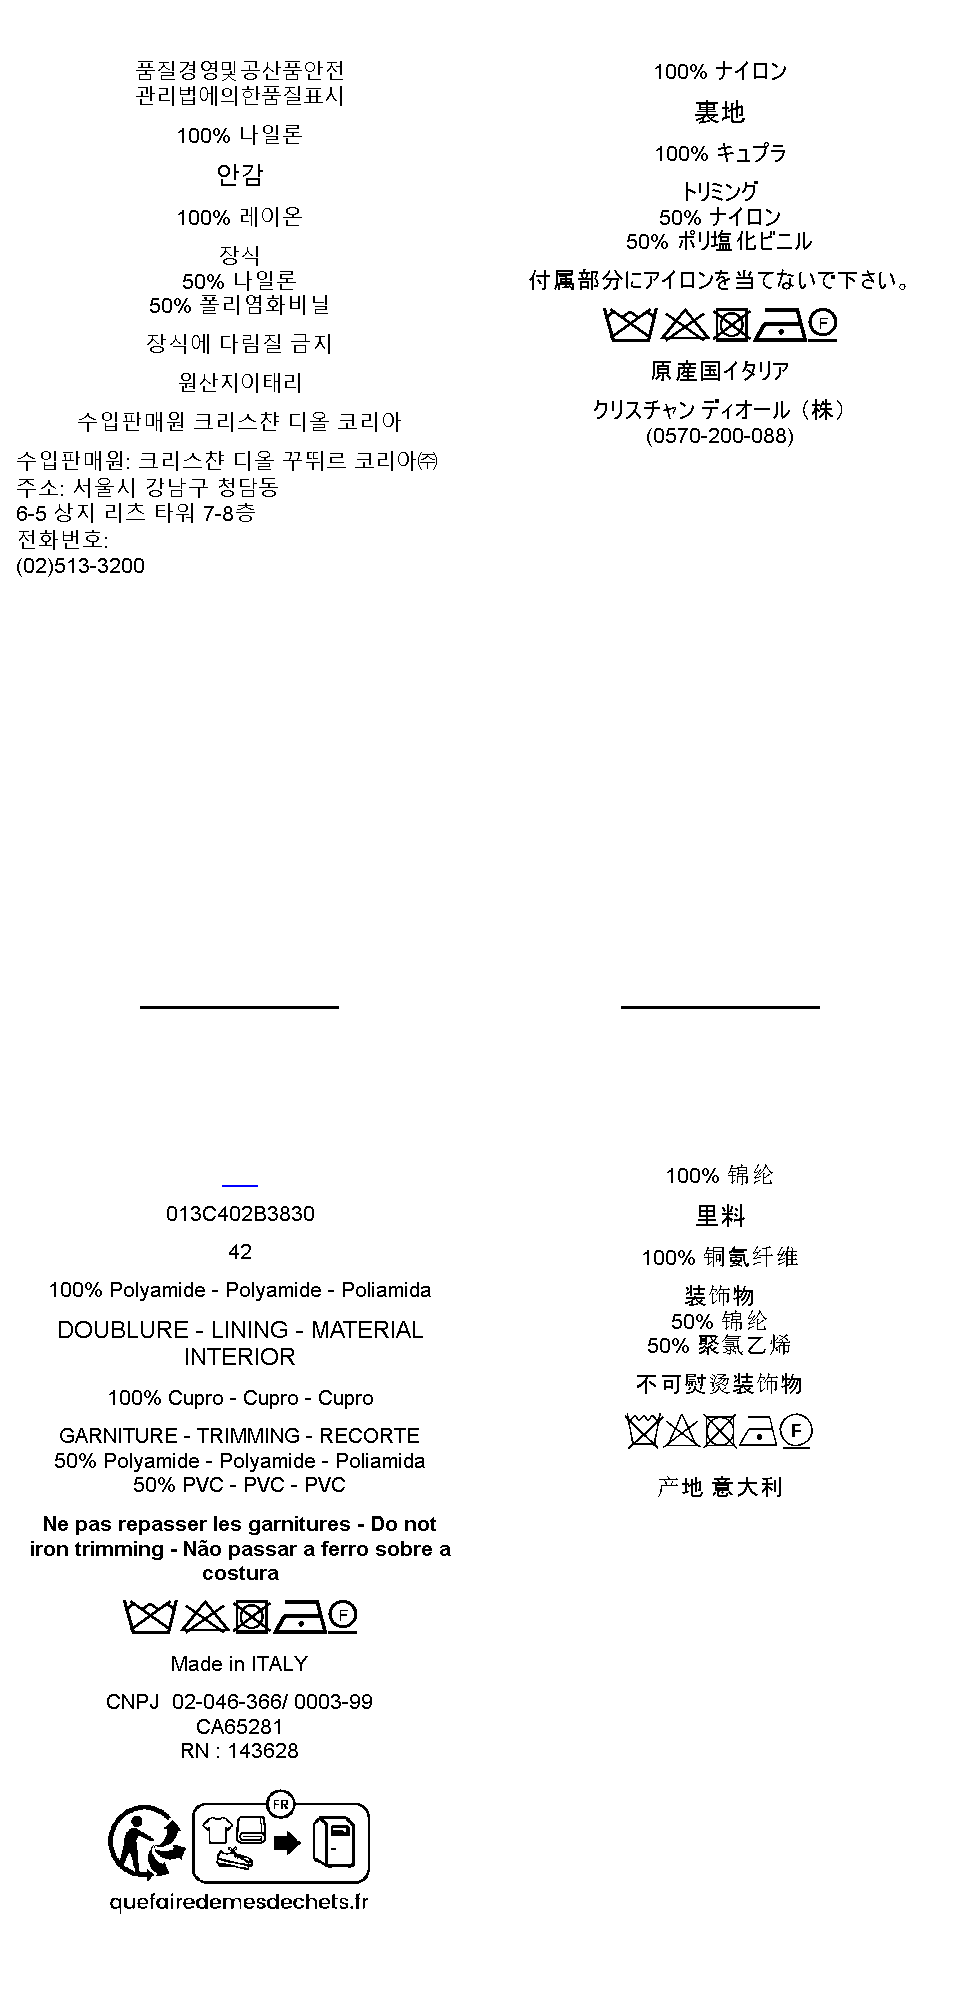 품질경영및공산품안전
관리법에의한품질표시
100% 나일론
안감
100% 레이온
장식
50% 나일론
50% 폴리염화비닐
장식에 다림질 금지
원산지이태리
수입판매원 크리스챤 디올 코리아
수입판매원: 크리스챤 디올 꾸뛰르 코리아㈜
주소: 서울시 강남구 청담동
6-5 상지 리츠 타워 7-8층
전화번호:
(02)513-3200
100% ナイロン
裏地
100% キュプラ
トリミング
50% ナイロン
50% ポリ塩化ビニル
付属部分にアイロンを当てないで下さい。
F
原産国イタリア
クリスチャン ディオール（株）
(0570-200-088)
013C402B3830
42
100% Polyamide - Polyamide - Poliamida
DOUBLURE - LINING - MATERIAL
INTERIOR
100% Cupro - Cupro - Cupro
GARNITURE - TRIMMING - RECORTE
50% Polyamide - Polyamide - Poliamida
50% PVC - PVC - PVC
Ne pas repasser les garnitures - Do not
iron trimming - Não passar a ferro sobre a
costura
F
Made in ITALY
CNPJ  02-046-366/ 0003-99
CA65281
RN : 143628
FR
quefairedemesdechets.fr
100% 锦纶
里料
100% 铜氨纤维
装饰物
50% 锦纶
50% 聚氯乙烯
不可熨烫装饰物
F
产地 意大利